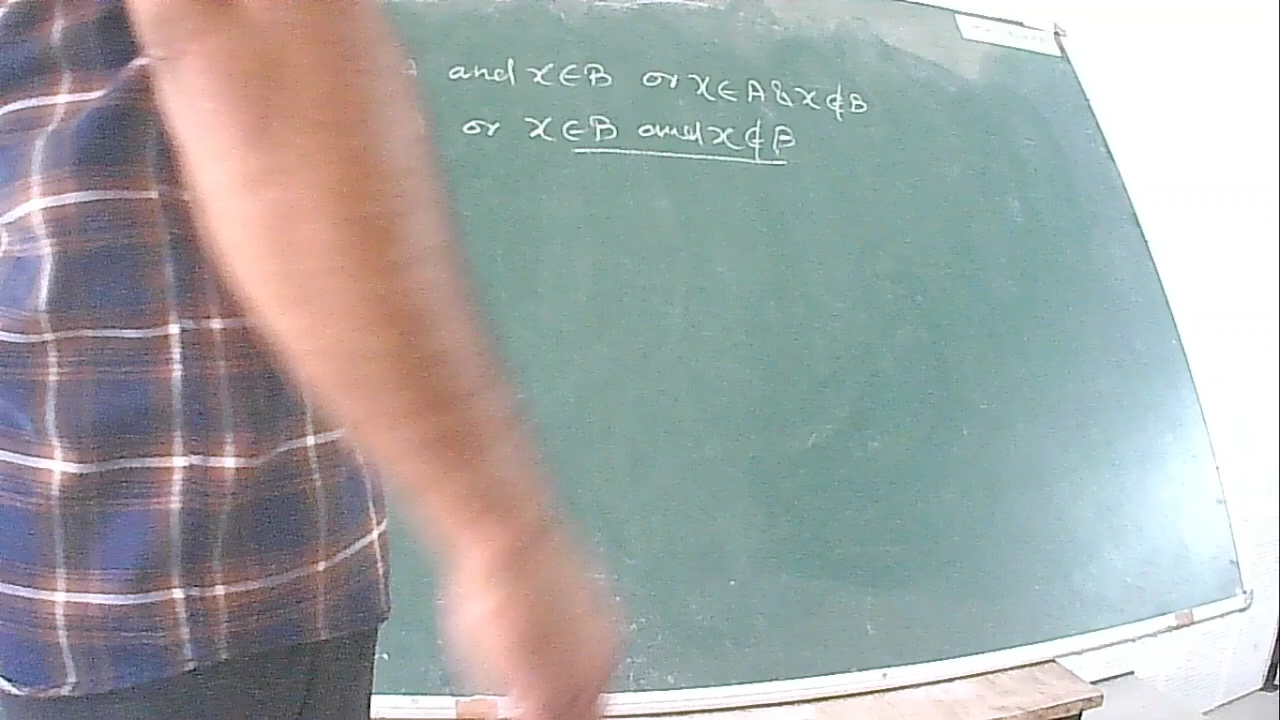 and x∈B or x∈A & x∉B
or x∈B and x∉B